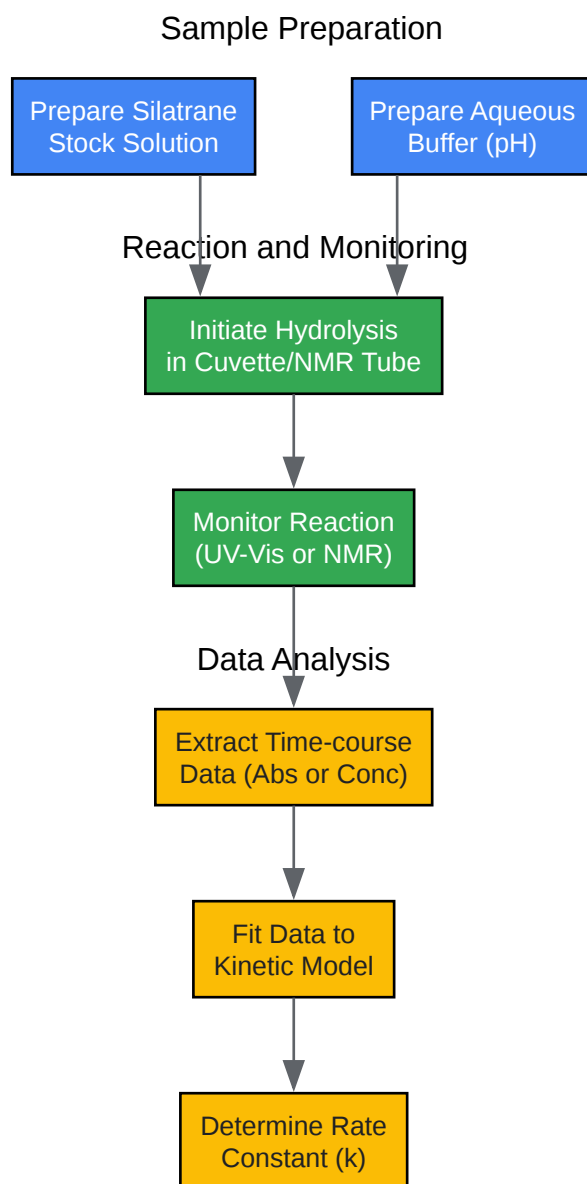 Sample Preparation
Prepare Silatrane
Stock Solution
Prepare Aqueous
Buffer (pH)
Reaction and Monitoring
Initiate Hydrolysis
in Cuvette/NMR Tube
Monitor Reaction
(UV-Vis or NMR)
Data Analysis
Extract Time-course
Data (Abs or Conc)
Fit Data to
Kinetic Model
Determine Rate
Constant (k)